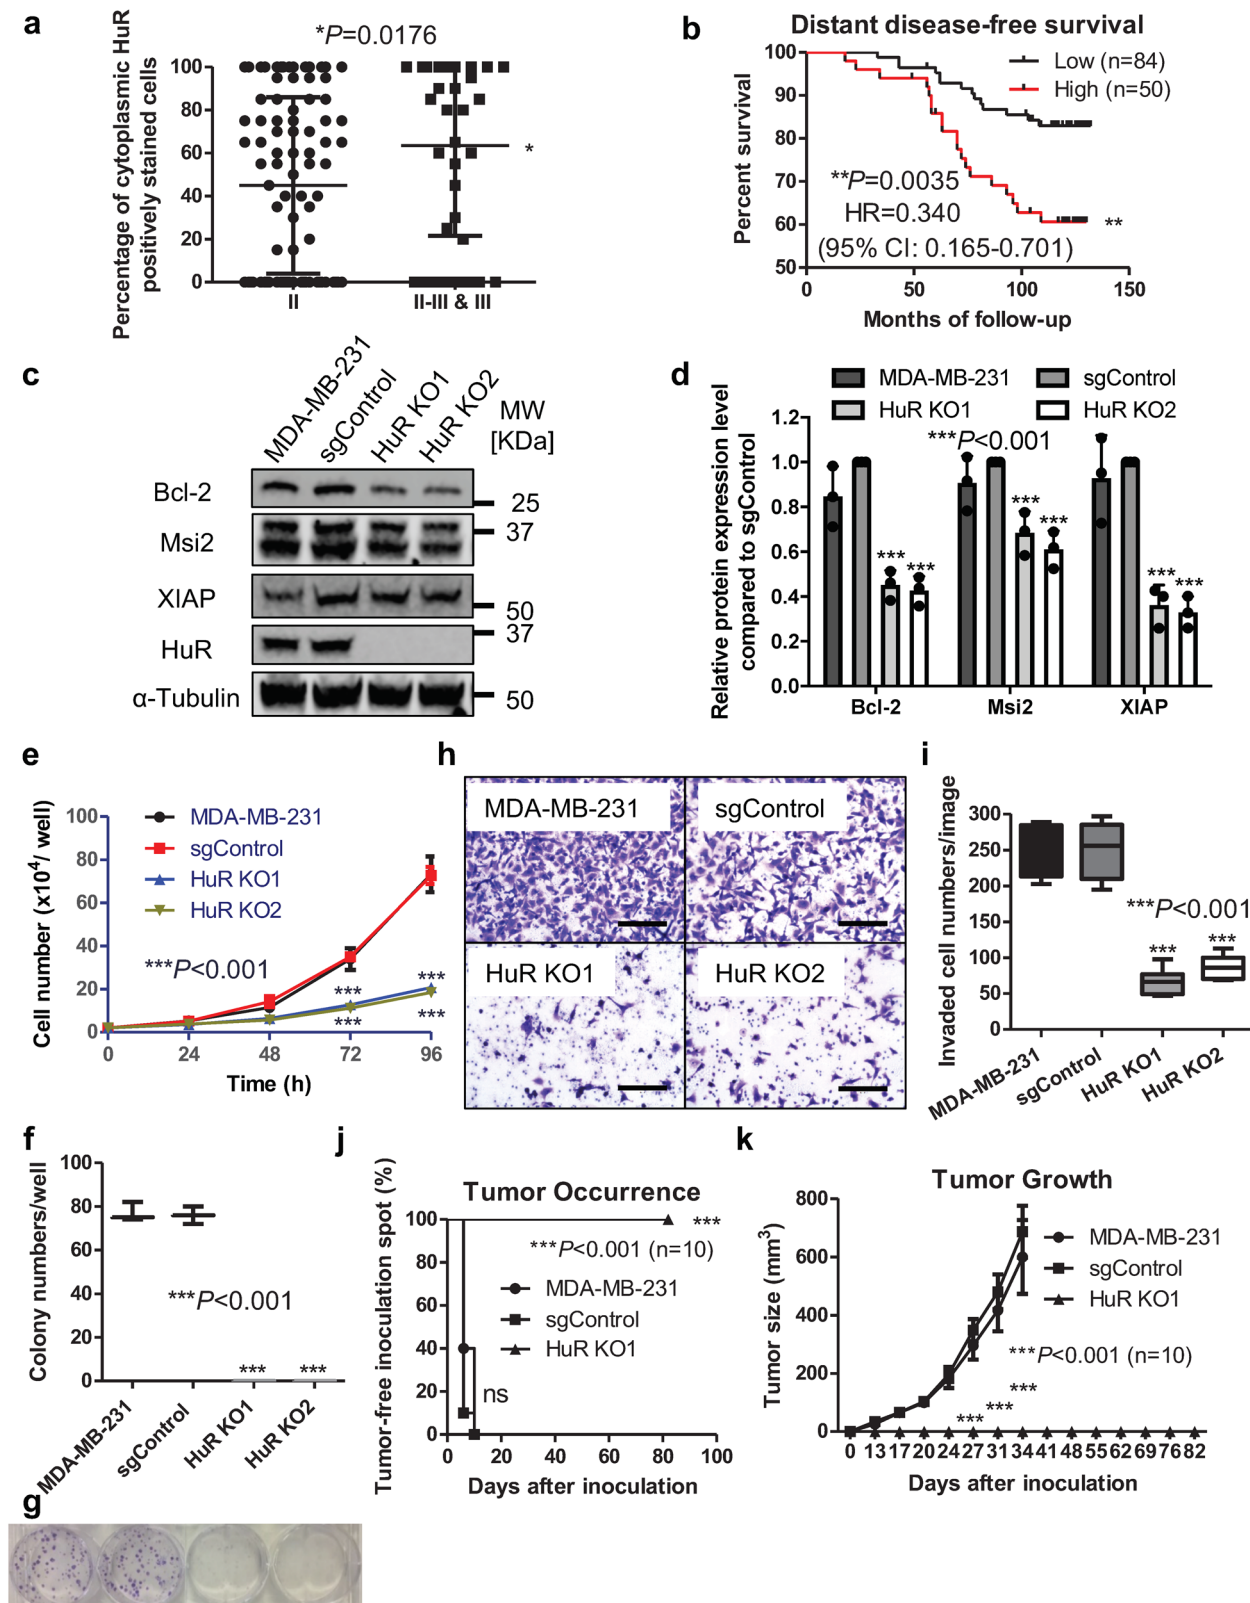 a
*P=0.0176
Percentage of cytoplasmic HuR
positively stained cells
100
80
60
40
20
0
*
II
II-III & III
b
Distant disease-free survival
Percent survival
100
90
80
70
60
50
Low (n=84)
High (n=50)
**P=0.0035
HR=0.340
(95% CI: 0.165-0.701)
**
0
50
100
150
Months of follow-up
c
MDA-MB-231
sgControl
HuR KO1
HuR KO2
MW
[KDa]
Bcl-2
25
Msi2
37
XIAP
50
HuR
37
α-Tubulin
50
d
MDA-MB-231
sgControl
HuR KO1
HuR KO2
***P<0.001
Relative protein expression level
compared to sgControl
1.2
1.0
0.8
0.6
0.4
0.2
0.0
***
***
***
***
***
***
Bcl-2
Msi2
XIAP
e
Cell number (x10⁴/ well)
100
80
60
40
20
0
MDA-MB-231
sgControl
HuR KO1
HuR KO2
***P<0.001
***
***
***
***
0
24
48
72
96
Time (h)
h
MDA-MB-231
sgControl
HuR KO1
HuR KO2
i
Invaded cell numbers/image
300
250
200
150
100
50
0
***P<0.001
***
***
MDA-MB-231
sgControl
HuR KO1
HuR KO2
f
Colony numbers/well
100
80
60
40
20
0
***P<0.001
***
***
MDA-MB-231
sgControl
HuR KO1
HuR KO2
g
j
Tumor Occurrence
Tumor-free inoculation spot (%)
100
80
60
40
20
0
***
***P<0.001 (n=10)
MDA-MB-231
sgControl
HuR KO1
ns
0
20
40
60
80
100
Days after inoculation
k
Tumor Growth
Tumor size (mm³)
800
600
400
200
0
MDA-MB-231
sgControl
HuR KO1
***P<0.001 (n=10)
***
***
***
0 13 17 20 24 27 31 34 41 48 55 62 69 76 82
Days after inoculation